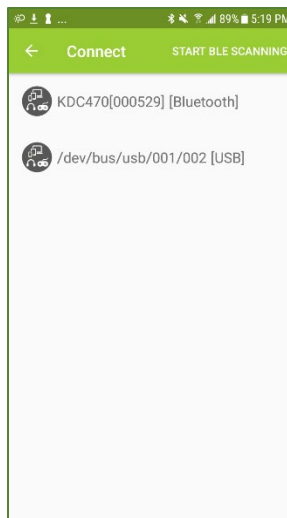 ... 89% 5:19 PM
Connect START BLE SCANNING
KDC470[000529] [Bluetooth]
/dev/bus/usb/001/002 [USB]